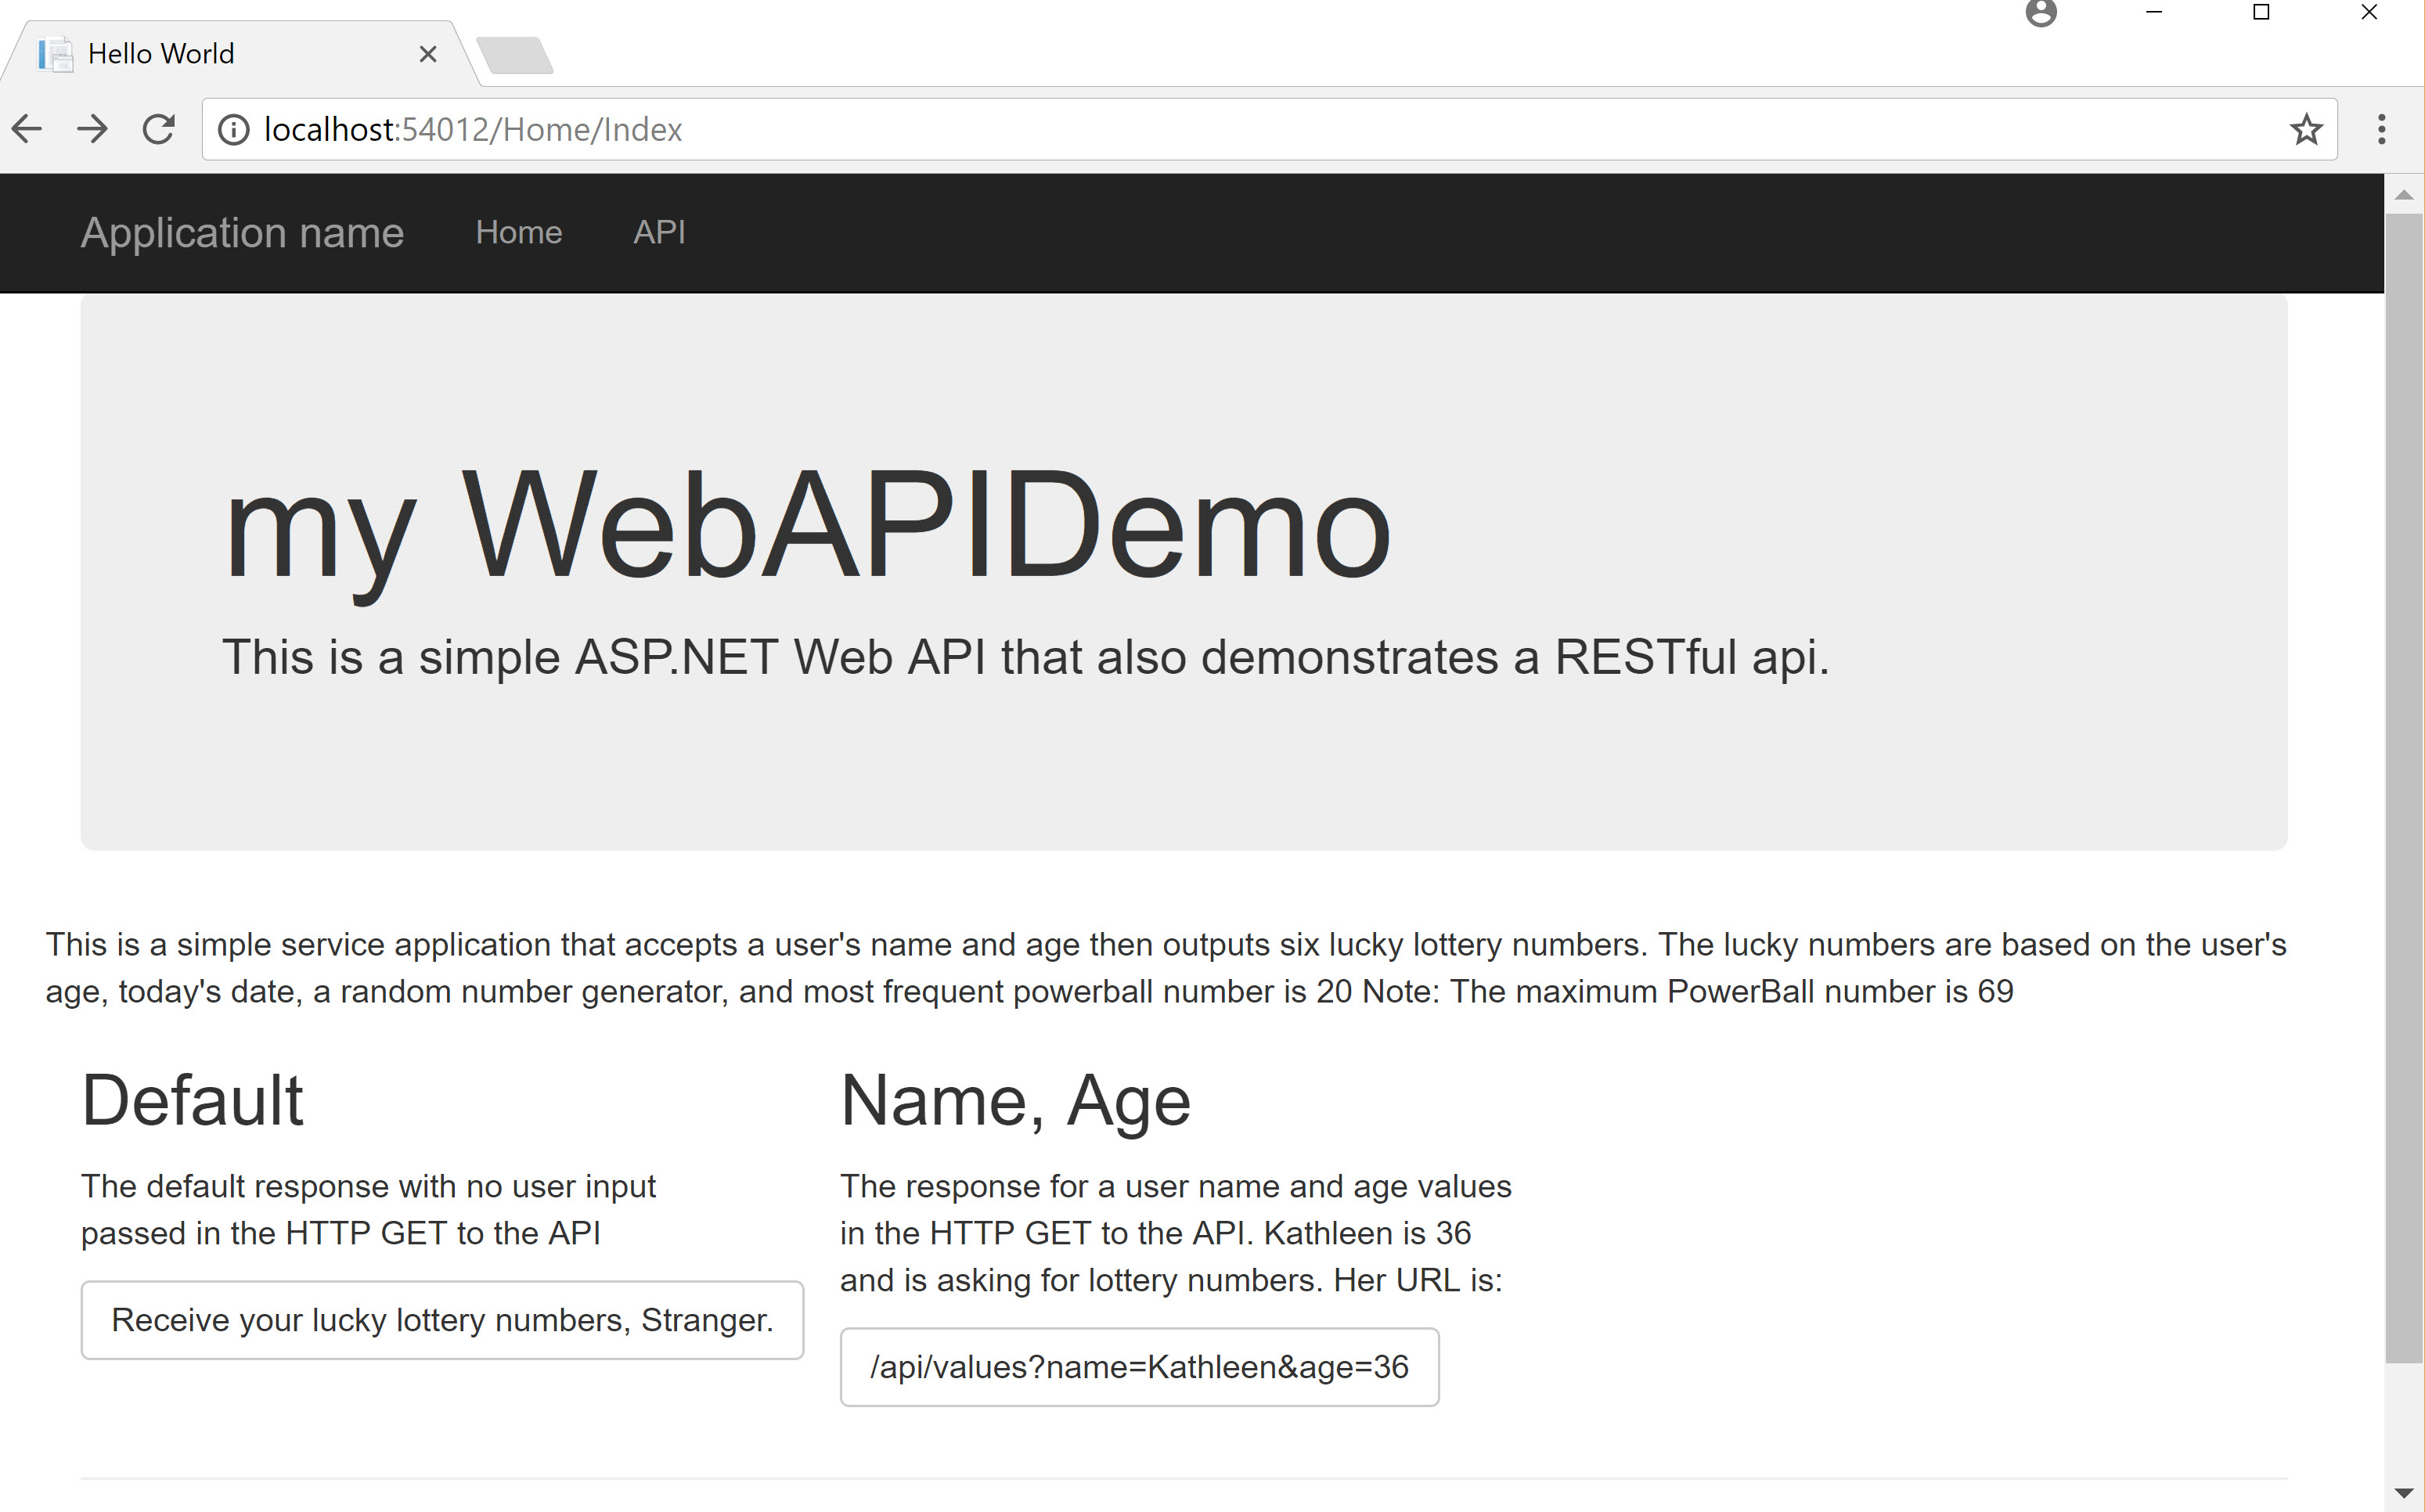 Hello World
localhost:54012/Home/Index
Application name Home API
my WebAPIDemo
This is a simple ASP.NET Web API that also demonstrates a RESTful api.
This is a simple service application that accepts a user's name and age then outputs six lucky lottery numbers. The lucky numbers are based on the user's
age, today's date, a random number generator, and most frequent powerball number is 20 Note: The maximum PowerBall number is 69
Default
The default response with no user input
passed in the HTTP GET to the API
Receive your lucky lottery numbers, Stranger.
Name, Age
The response for a user name and age values
in the HTTP GET to the API. Kathleen is 36
and is asking for lottery numbers. Her URL is:
/api/values?name=Kathleen&age=36